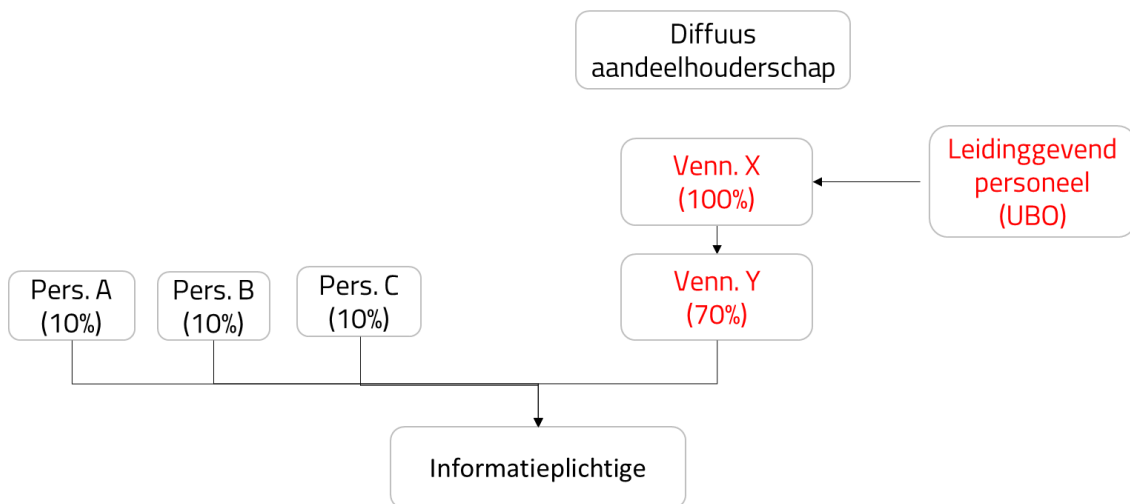 Diffuus
aandeelhouderschap
Venn. X
(100%)
Leidinggevend
personeel
(UBO)
Pers. A
(10%)
Pers. B
(10%)
Pers. C
(10%)
Venn. Y
(70%)
Informatieplichtige